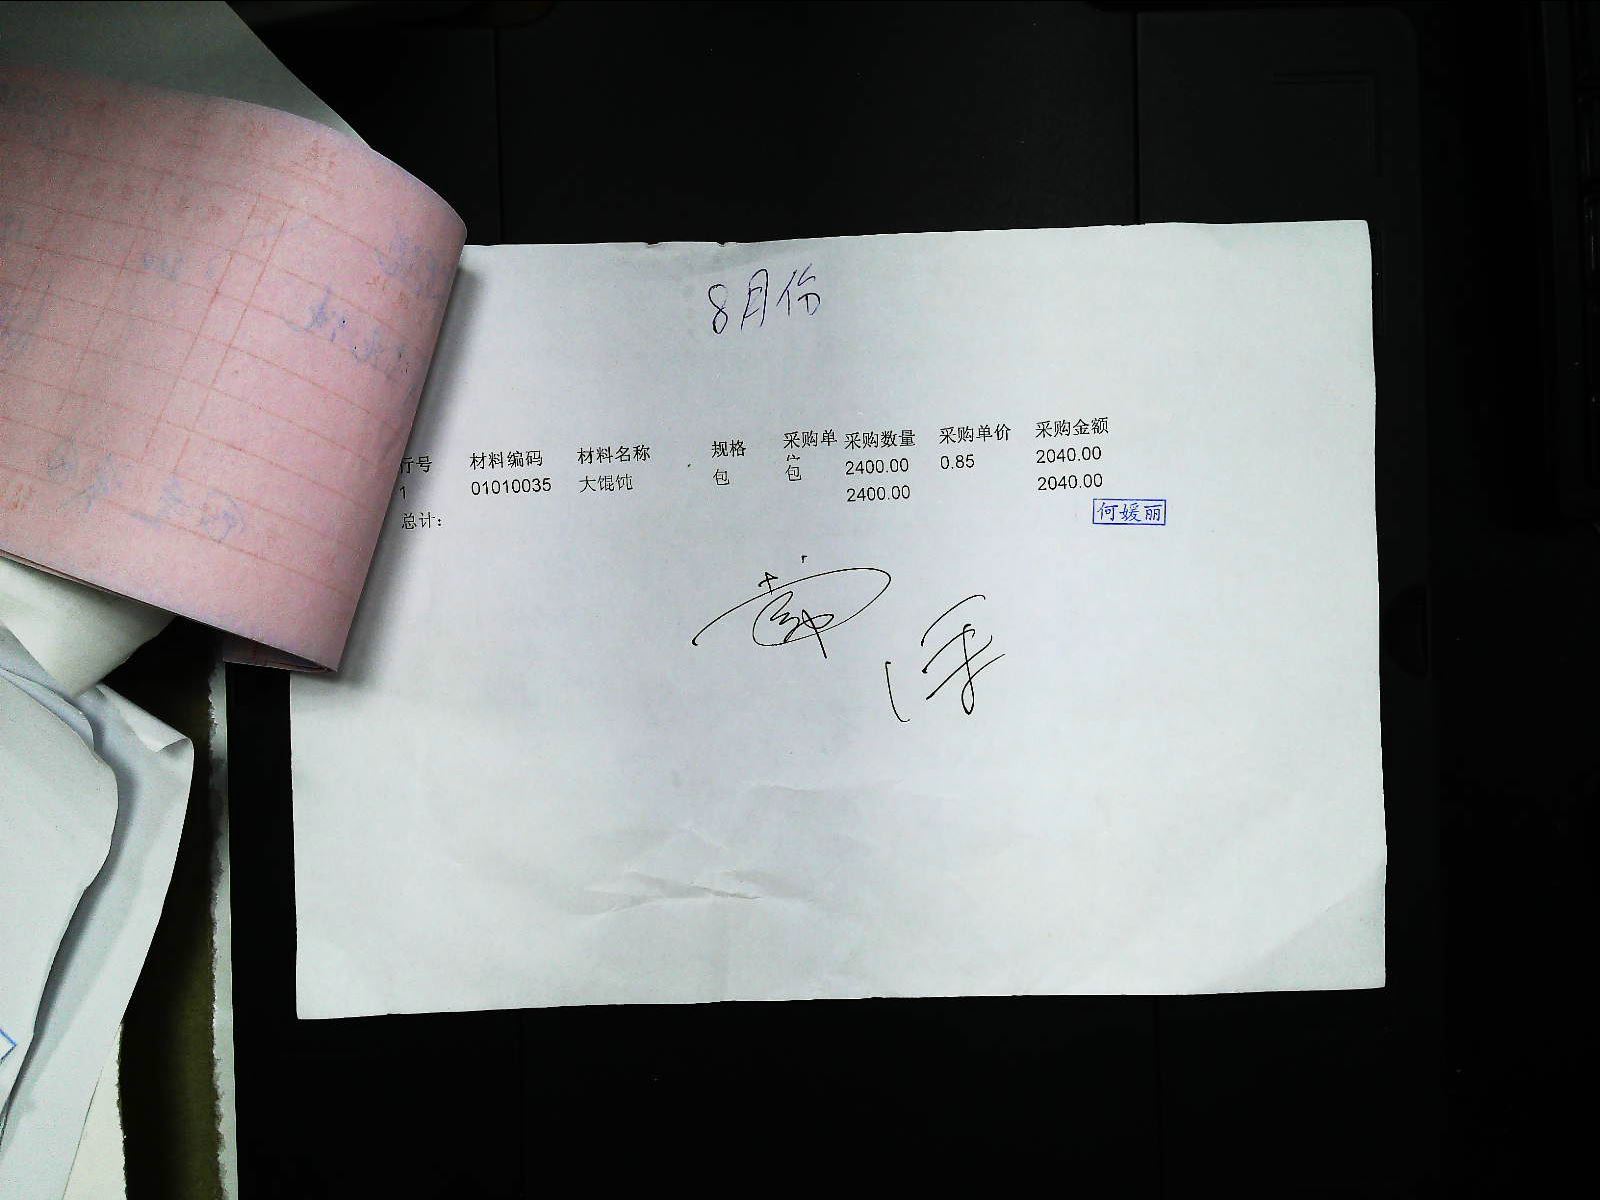 8月份
行号 材料编码 材料名称 规格 采购单位 采购数量 采购单价 采购金额
1 01010035 大馄饨 包 包 2400.00 0.85 2040.00
总计: 2400.00 2040.00
何媛丽